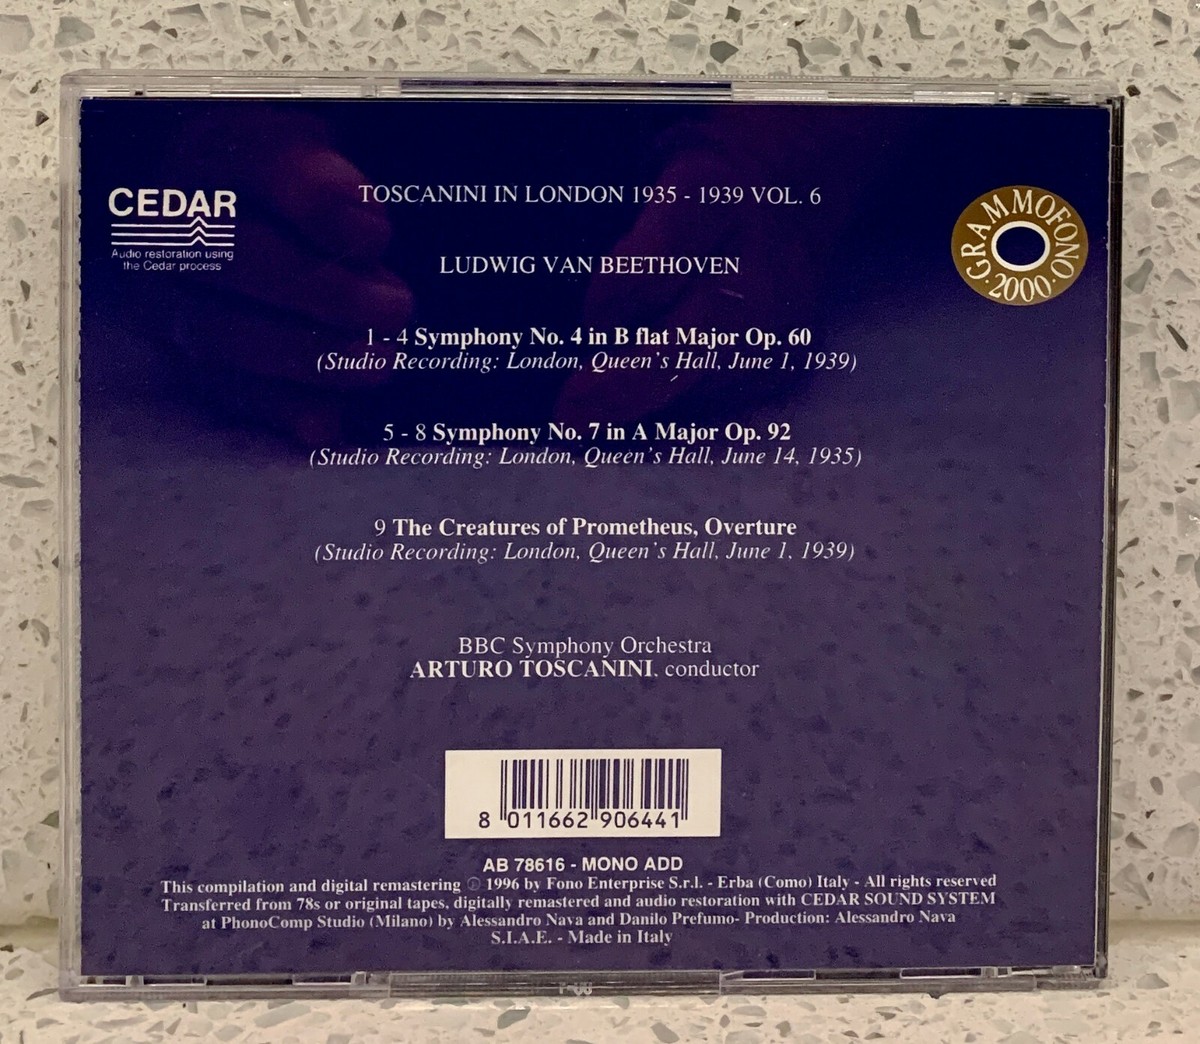 CEDAR
Audio restoration using
the Cedar process
TOSCANINI IN LONDON 1935 - 1939 VOL. 6
GRAMMOFONO
· 2000 ·
LUDWIG VAN BEETHOVEN
1 - 4 Symphony No. 4 in B flat Major Op. 60
(Studio Recording: London, Queen's Hall, June 1, 1939)
5 - 8 Symphony No. 7 in A Major Op. 92
(Studio Recording: London, Queen's Hall, June 14, 1935)
9 The Creatures of Prometheus, Overture
(Studio Recording: London, Queen's Hall, June 1, 1939)
BBC Symphony Orchestra
ARTURO TOSCANINI, conductor
8 011662 906441
AB 78616 - MONO ADD
This compilation and digital remastering ℗ 1996 by Fono Enterprise S.r.l. - Erba (Como) Italy - All rights reserved
Transferred from 78s or original tapes, digitally remastered and audio restoration with CEDAR SOUND SYSTEM
at PhonoComp Studio (Milano) by Alessandro Nava and Danilo Prefumo- Production: Alessandro Nava
S.I.A.E. - Made in Italy